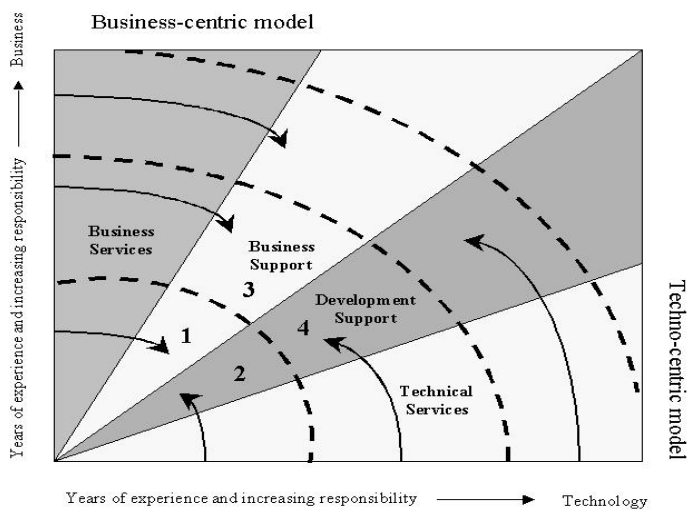 Business-centric model
Years of experience and increasing responsibility
Business
Business
Services
Business
Support
3
Development
Support
1
4
2
Technical
Services
Techno-centric model
Years of experience and increasing responsibility
Technology